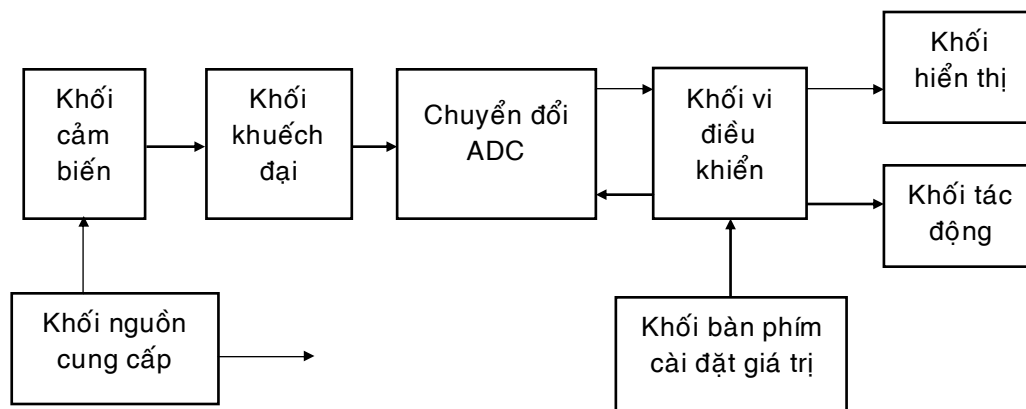 Khối
cảm
biến
Khối
khuếch
đại
Chuyển đổi
ADC
Khối vi
điều
khiển
Khối
hiển thị
Khối tác
động
Khối nguồn
cung cấp
Khối bàn phím
cài đặt giá trị